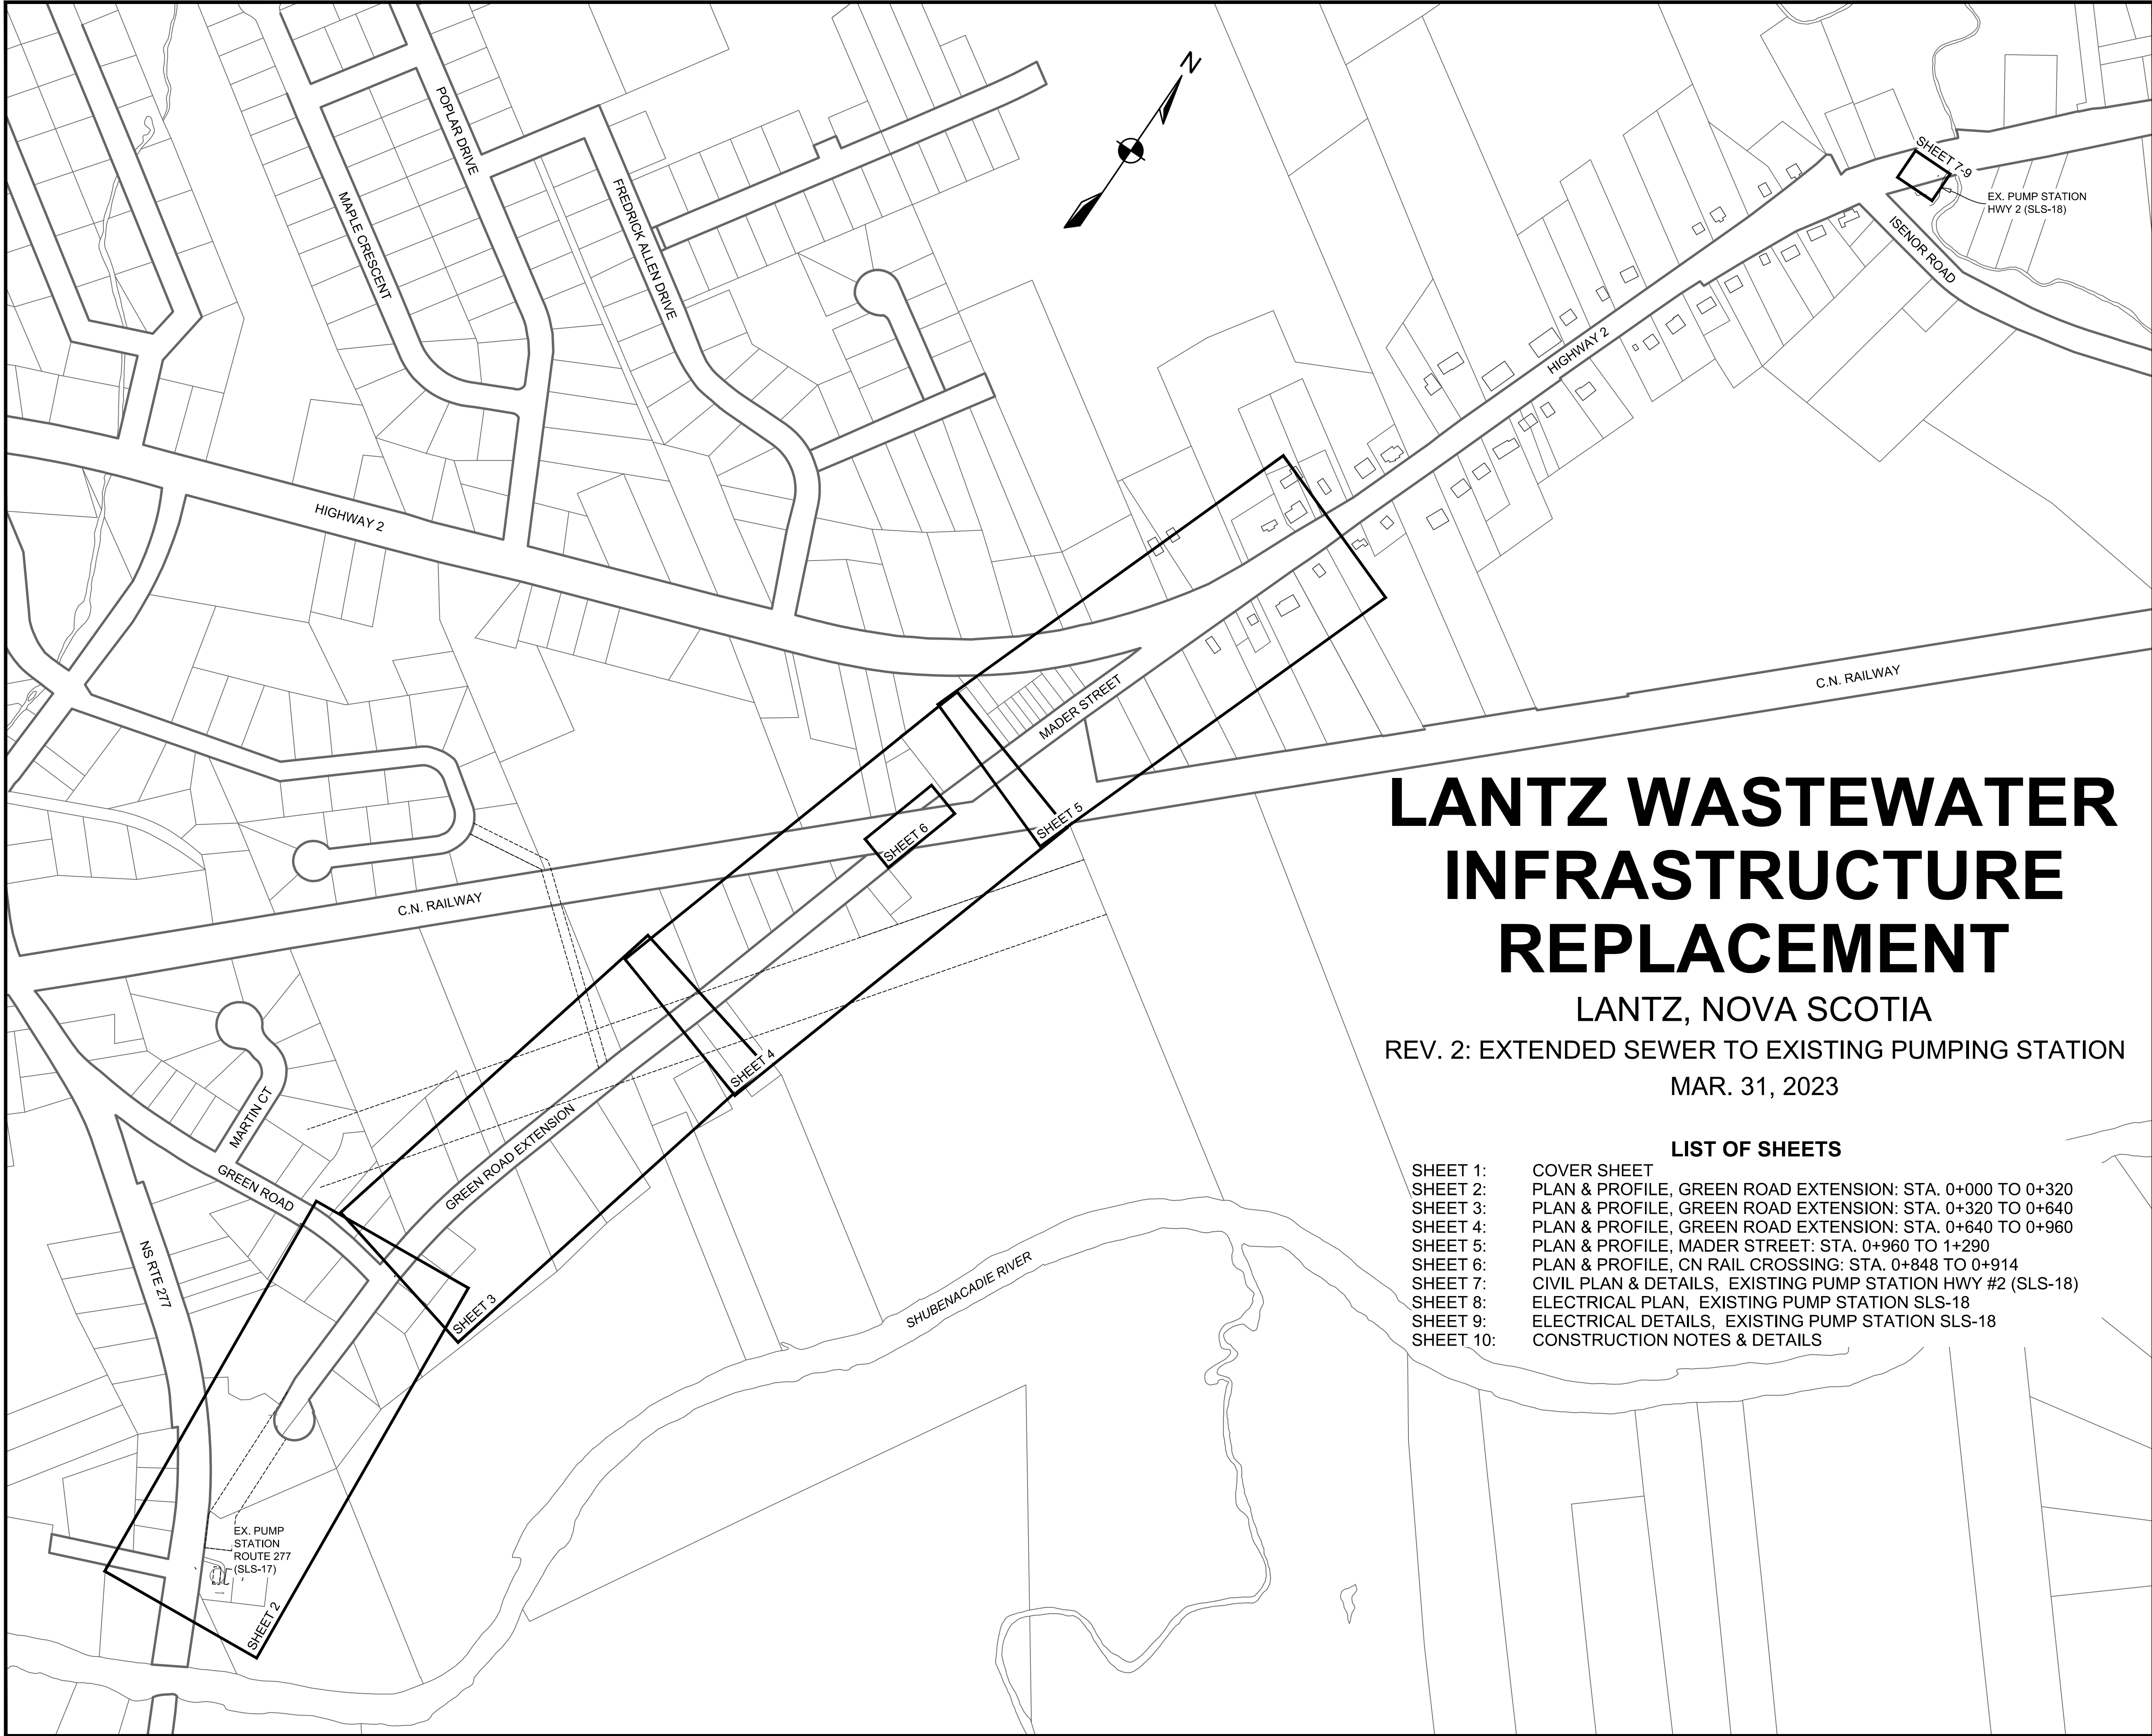 N
POPLAR DRIVE
MAPLE CRESCENT
FREDRICK ALLEN DRIVE
SHEET 7-9
EX. PUMP STATION
HWY 2 (SLS-18)
ISENOR ROAD
HIGHWAY 2
HIGHWAY 2
MADER STREET
C.N. RAILWAY
SHEET 5
SHEET 6
C.N. RAILWAY
SHEET 4
MARTIN CT
GREEN ROAD
GREEN ROAD EXTENSION
NS RTE 277
SHEET 3
SHUBENACADIE RIVER
EX. PUMP
STATION
ROUTE 277
(SLS-17)
SHEET 2
LANTZ WASTEWATER
INFRASTRUCTURE
REPLACEMENT
LANTZ, NOVA SCOTIA
REV. 2: EXTENDED SEWER TO EXISTING PUMPING STATION
MAR. 31, 2023
LIST OF SHEETS
SHEET 1: COVER SHEET
SHEET 2: PLAN & PROFILE, GREEN ROAD EXTENSION: STA. 0+000 TO 0+320
SHEET 3: PLAN & PROFILE, GREEN ROAD EXTENSION: STA. 0+320 TO 0+640
SHEET 4: PLAN & PROFILE, GREEN ROAD EXTENSION: STA. 0+640 TO 0+960
SHEET 5: PLAN & PROFILE, MADER STREET: STA. 0+960 TO 1+290
SHEET 6: PLAN & PROFILE, CN RAIL CROSSING: STA. 0+848 TO 0+914
SHEET 7: CIVIL PLAN & DETAILS, EXISTING PUMP STATION HWY #2 (SLS-18)
SHEET 8: ELECTRICAL PLAN, EXISTING PUMP STATION SLS-18
SHEET 9: ELECTRICAL DETAILS, EXISTING PUMP STATION SLS-18
SHEET 10: CONSTRUCTION NOTES & DETAILS